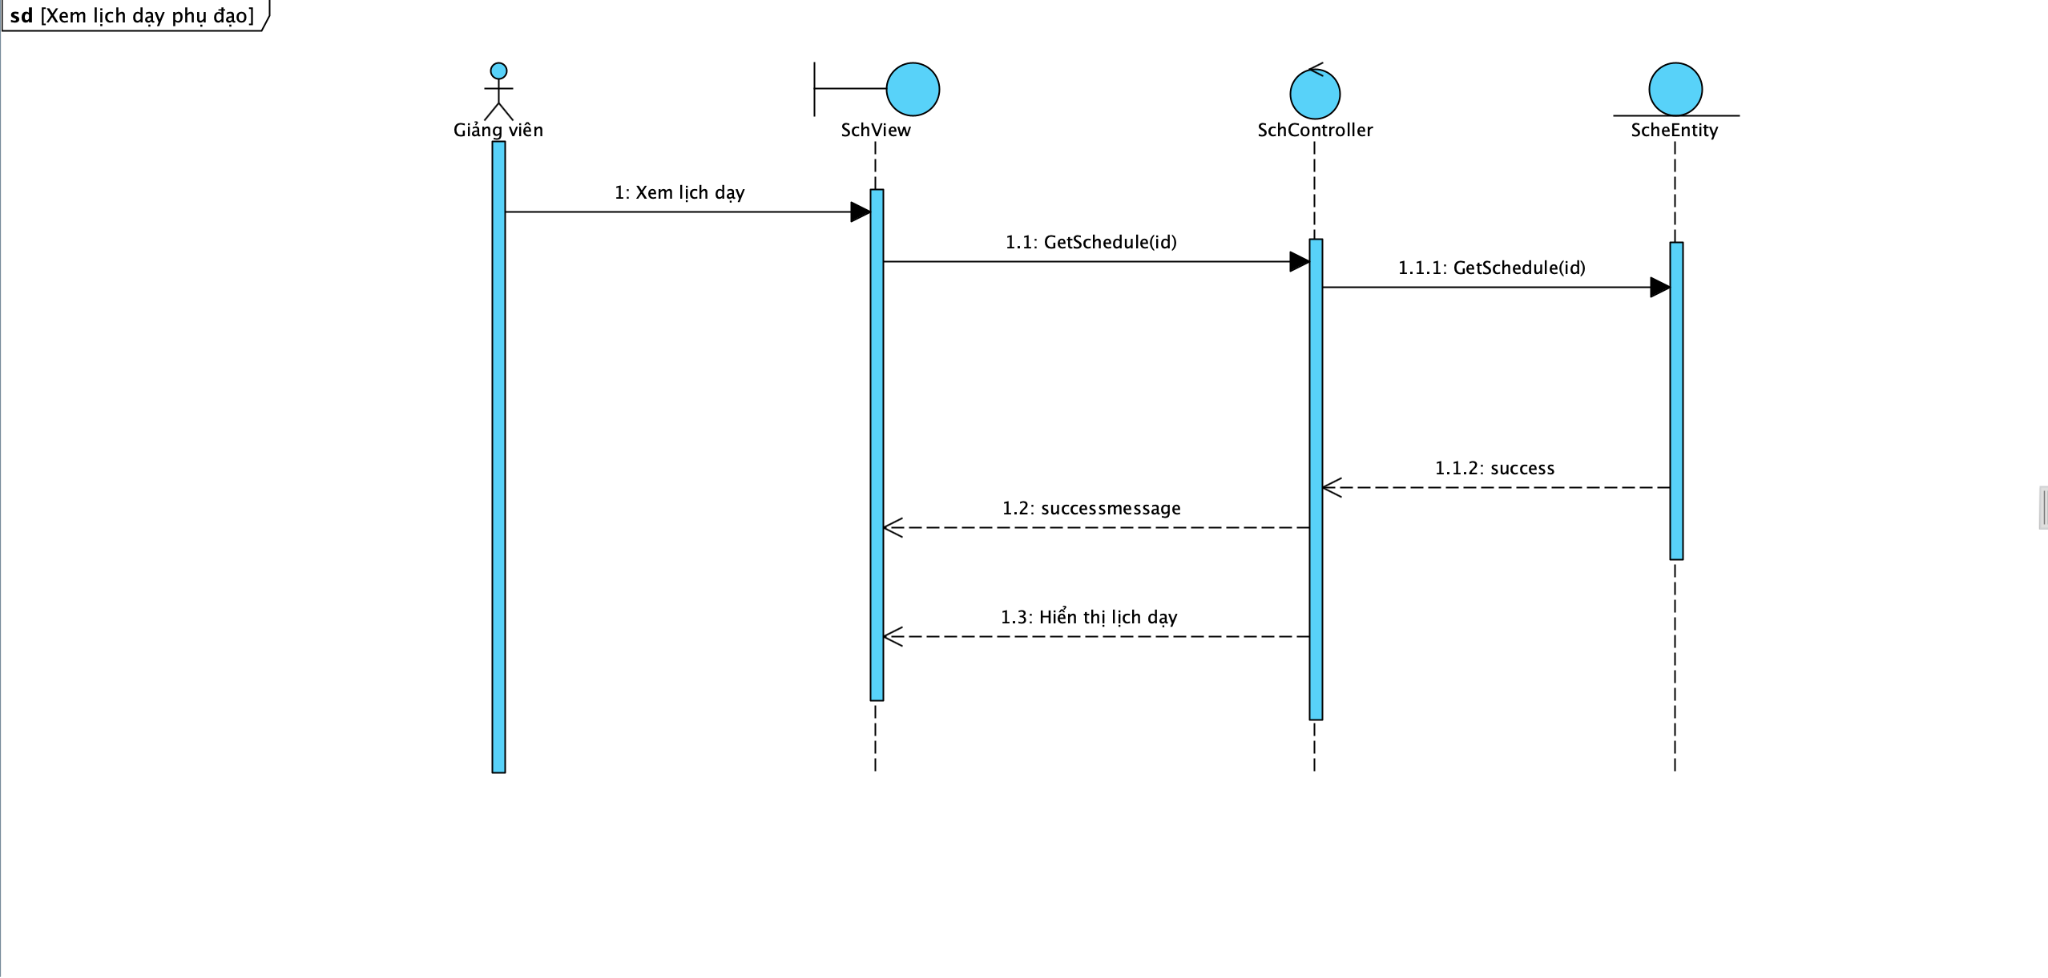 sd [Xem lịch dạy phụ đạo]
Giảng viên
SchView
SchController
ScheEntity
1: Xem lịch dạy
1.1: GetSchedule(id)
1.1.1: GetSchedule(id)
1.1.2: success
1.2: successmessage
1.3: Hiển thị lịch dạy